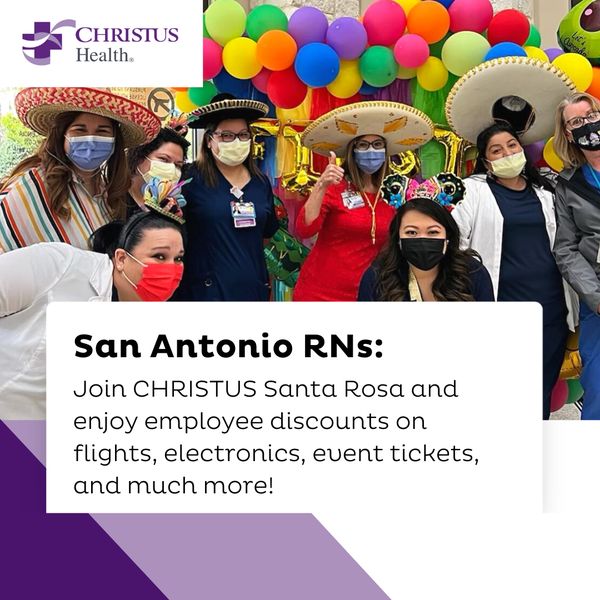 CHRISTUS
Health®
San Antonio RNs:
Join CHRISTUS Santa Rosa and
enjoy employee discounts on
flights, electronics, event tickets,
and much more!